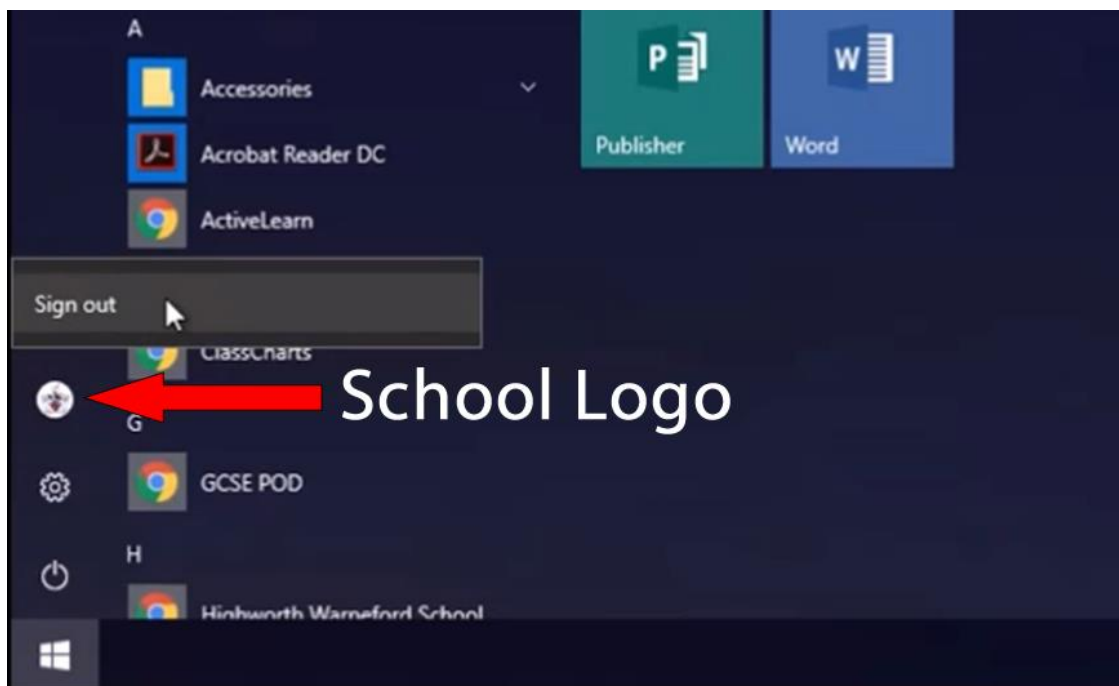 A
Accessories
Acrobat Reader DC
ActiveLearn
Sign out
ClassCharts
School Logo
G
GCSE POD
H
Highworth Warneford School
P
Publisher
W
Word